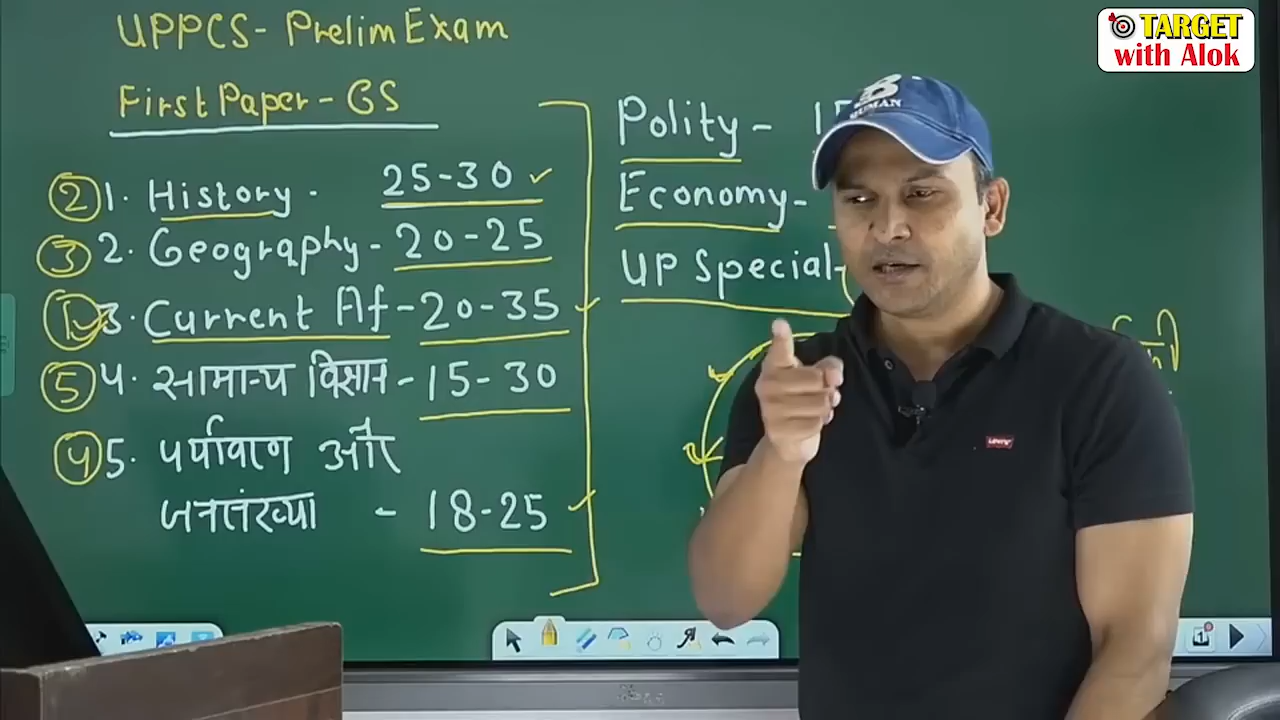 UPPCS - Prelim Exam
First Paper - GS
② 1. History - 25-30 ✓
③ 2. Geography - 20-25
① 3. Current Af - 20-35
⑤ 4. सामान्य विज्ञान - 15-30
④ 5. पर्यावरण और
जनसंख्या - 18-25
Polity -
Economy -
UP Special -
TARGET
with Alok
HUMAN
Levi's